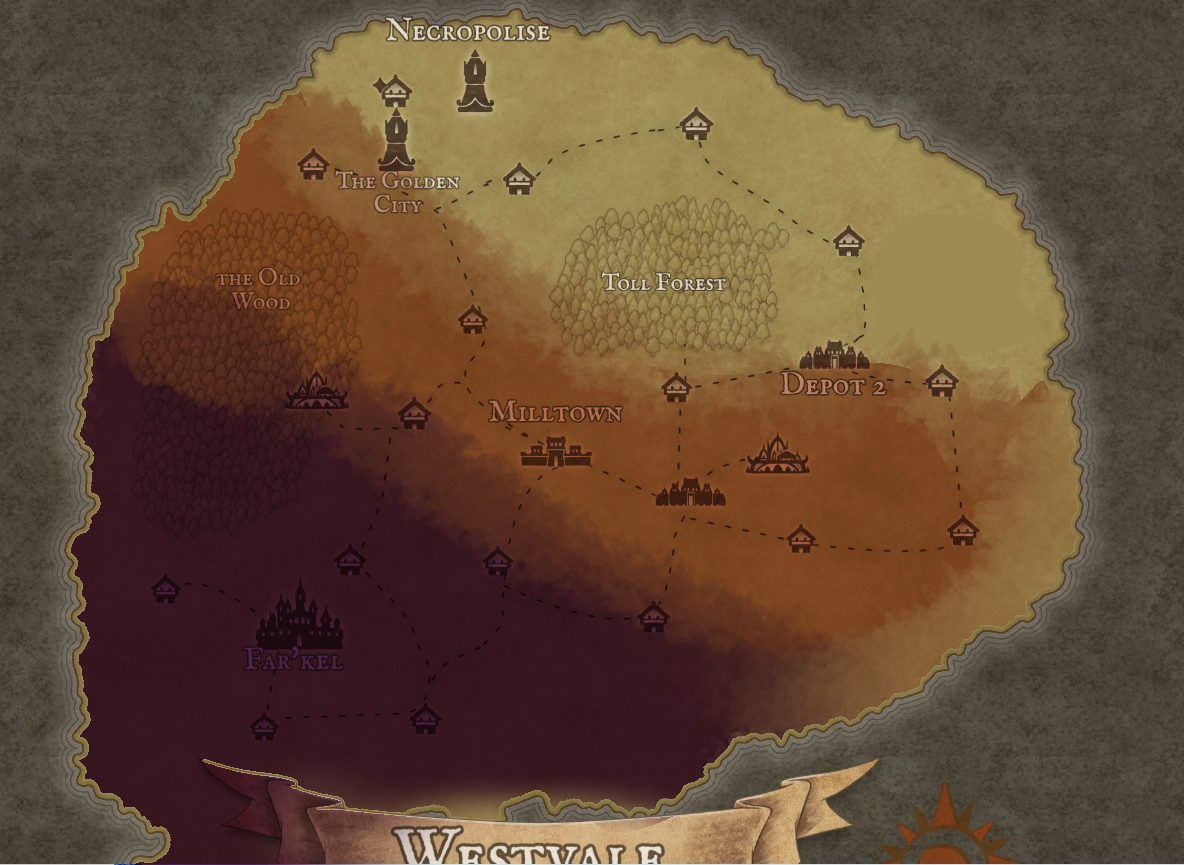 Necropolise
The Golden
City
the Old
Wood
Toll Forest
Milltown
Depot 2
Far'kel
Westvale